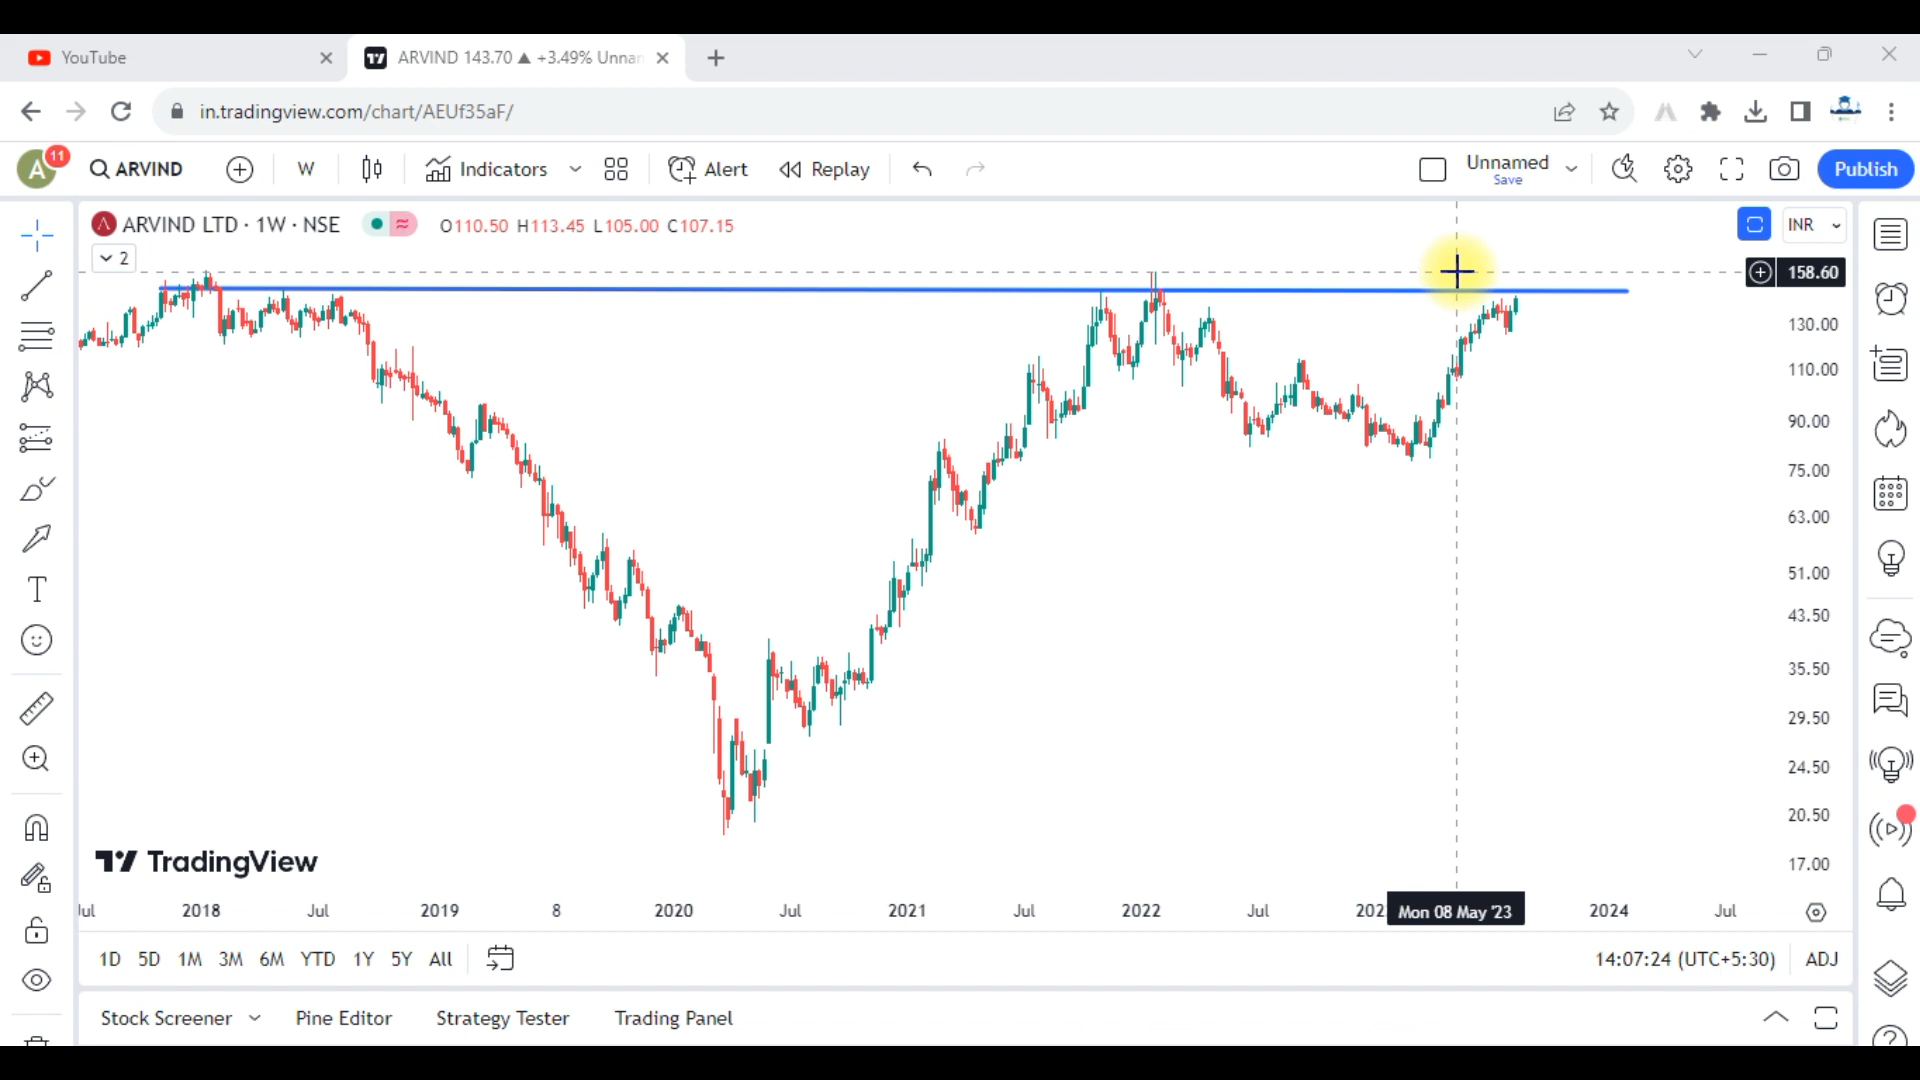 YouTube
ARVIND 143.70 ▲ +3.49% Unnar
in.tradingview.com/chart/AEUf35aF/
A 11 ARVIND W Indicators Alert Replay Unnamed Save Publish
ARVIND LTD · 1W · NSE O110.50 H113.45 L105.00 C107.15 INR
2
158.60
130.00
110.00
90.00
75.00
63.00
51.00
43.50
35.50
29.50
24.50
20.50
17.00
TradingView
Jul 2018 Jul 2019 8 2020 Jul 2021 Jul 2022 Jul 202 Mon 08 May '23 2024 Jul
1D 5D 1M 3M 6M YTD 1Y 5Y All 14:07:24 (UTC+5:30) ADJ
Stock Screener Pine Editor Strategy Tester Trading Panel